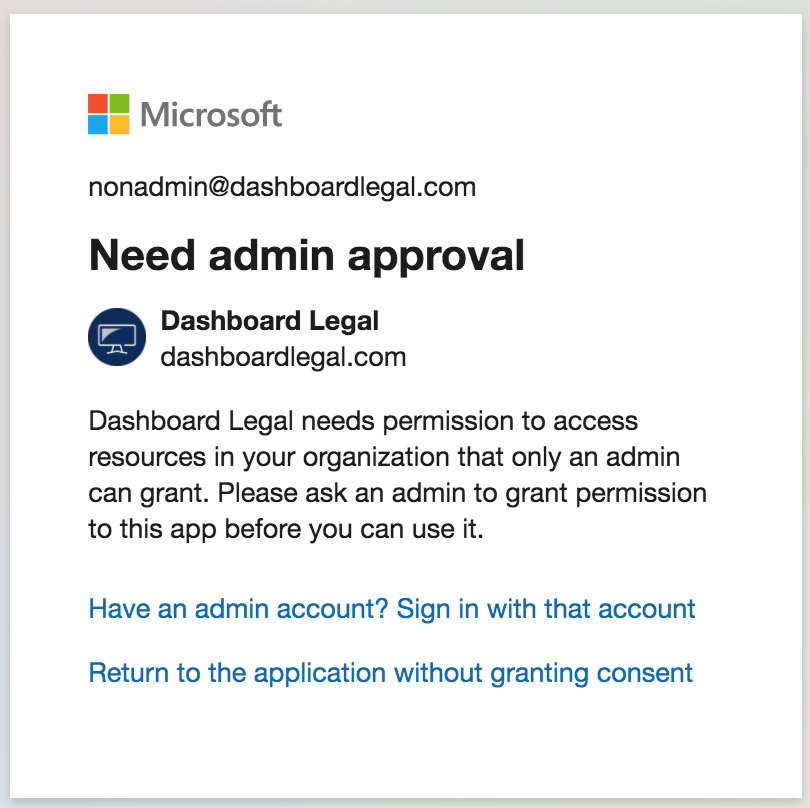 Microsoft
nonadmin@dashboardlegal.com
Need admin approval
Dashboard Legal
dashboardlegal.com
Dashboard Legal needs permission to access
resources in your organization that only an admin
can grant. Please ask an admin to grant permission
to this app before you can use it.
Have an admin account? Sign in with that account
Return to the application without granting consent